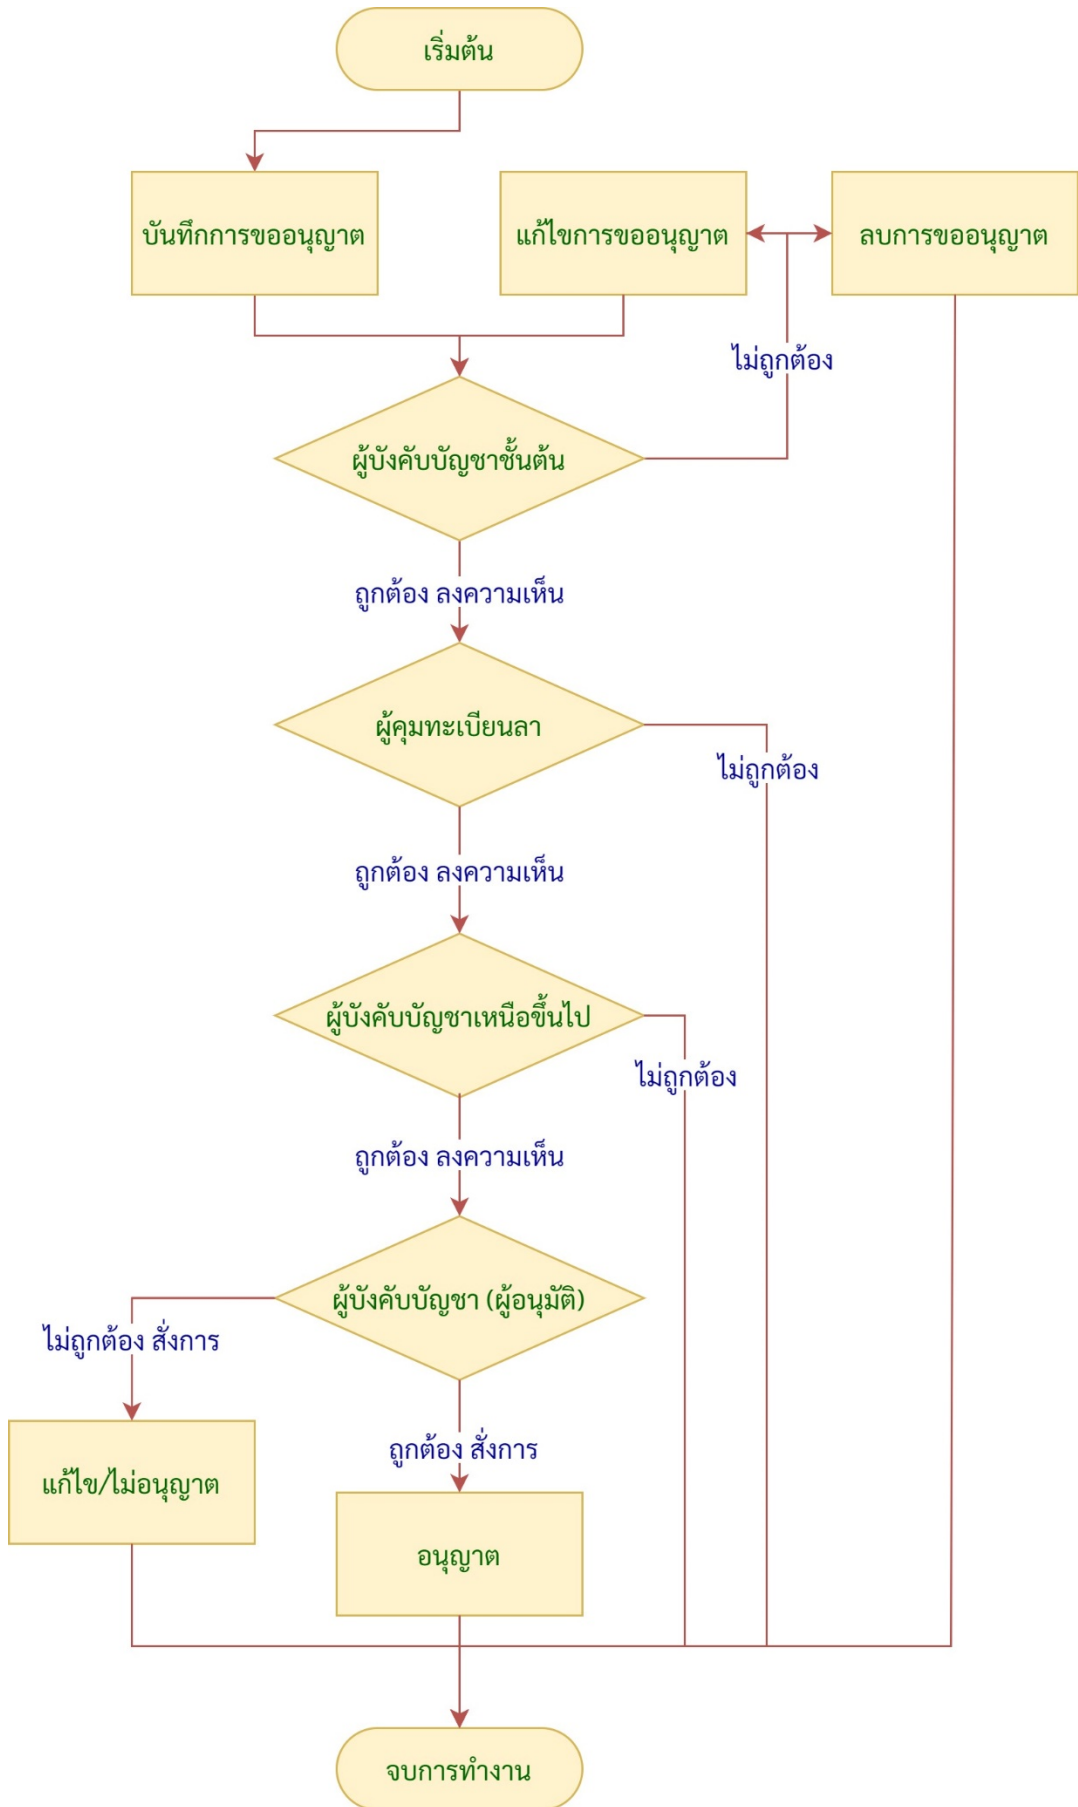 เริ่มต้น
บันทึกการขออนุญาต
แก้ไขการขออนุญาต
ลบการขออนุญาต
ไม่ถูกต้อง
ผู้บังคับบัญชาชั้นต้น
ถูกต้อง ลงความเห็น
ผู้คุมทะเบียนลา
ไม่ถูกต้อง
ถูกต้อง ลงความเห็น
ผู้บังคับบัญชาเหนือขึ้นไป
ไม่ถูกต้อง
ถูกต้อง ลงความเห็น
ผู้บังคับบัญชา (ผู้อนุมัติ)
ไม่ถูกต้อง สั่งการ
ถูกต้อง สั่งการ
แก้ไข/ไม่อนุญาต
อนุญาต
จบการทำงาน